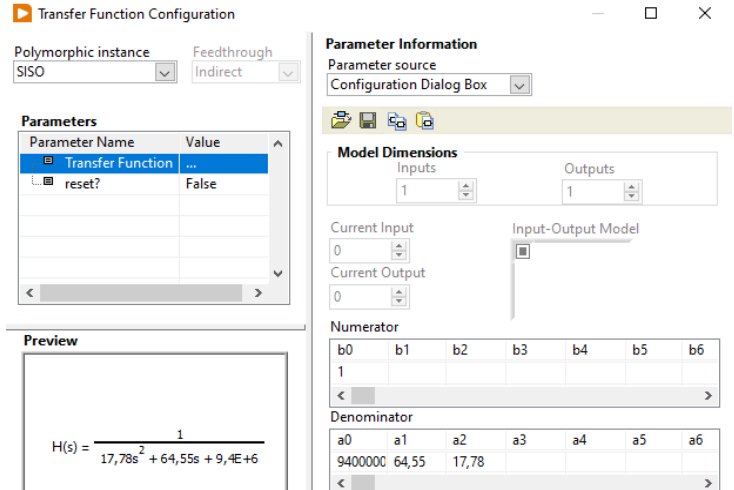 Transfer Function Configuration
Polymorphic instance Feedthrough
SISO Indirect
Parameters
Parameter Name Value
Transfer Function ...
reset? False
Preview
H(s) = 1 / 17,78s² + 64,55s + 9,4E+6
Parameter Information
Parameter source
Configuration Dialog Box
Model Dimensions
Inputs Outputs
1 1
Current Input Input-Output Model
0
Current Output
0
Numerator
b0 b1 b2 b3 b4 b5 b6
1
Denominator
a0 a1 a2 a3 a4 a5 a6
9400000 64,55 17,78